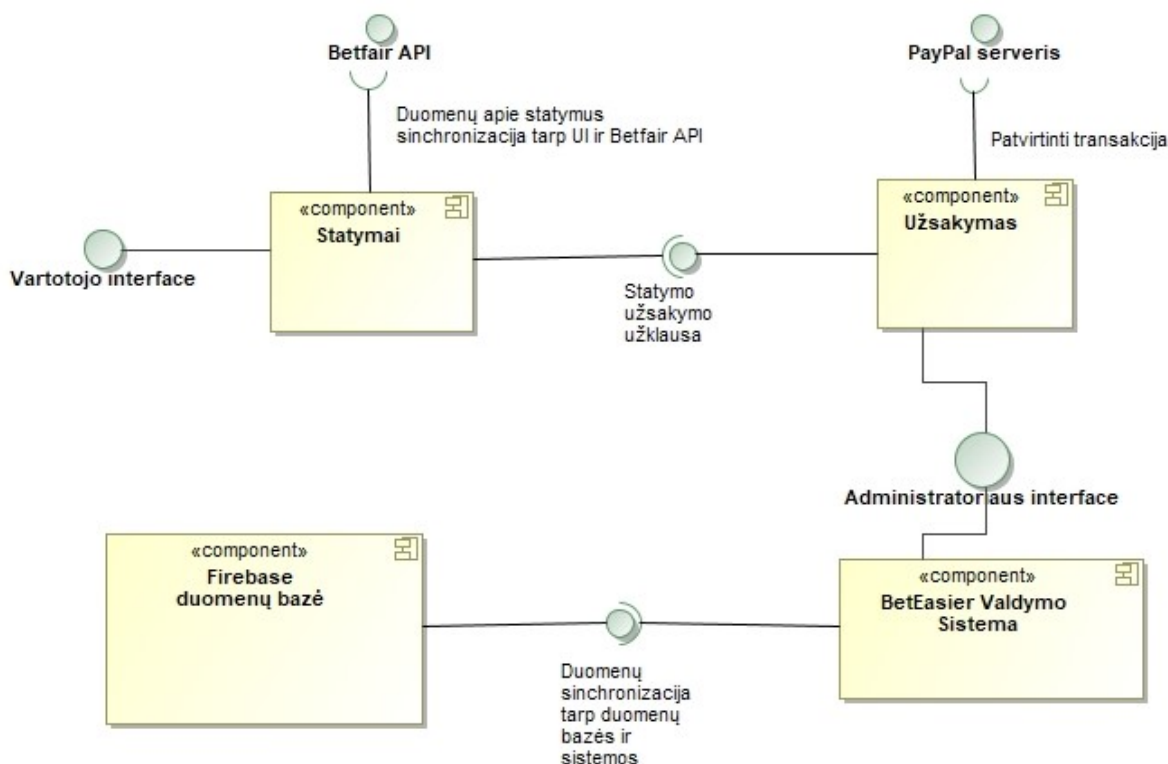 Betfair API
PayPal serveris
Duomenų apie statymus
sinchronizacija tarp UI ir Betfair API
Patvirtinti transakcija
«component»
Statymai
«component»
Užsakymas
Vartotojo interface
Statymo
užsakymo
užklausa
Administratoriaus interface
«component»
Firebase
duomenų bazė
«component»
BetEasier Valdymo
Sistema
Duomenų
sinchronizacija
tarp duomenų
bazės ir
sistemos